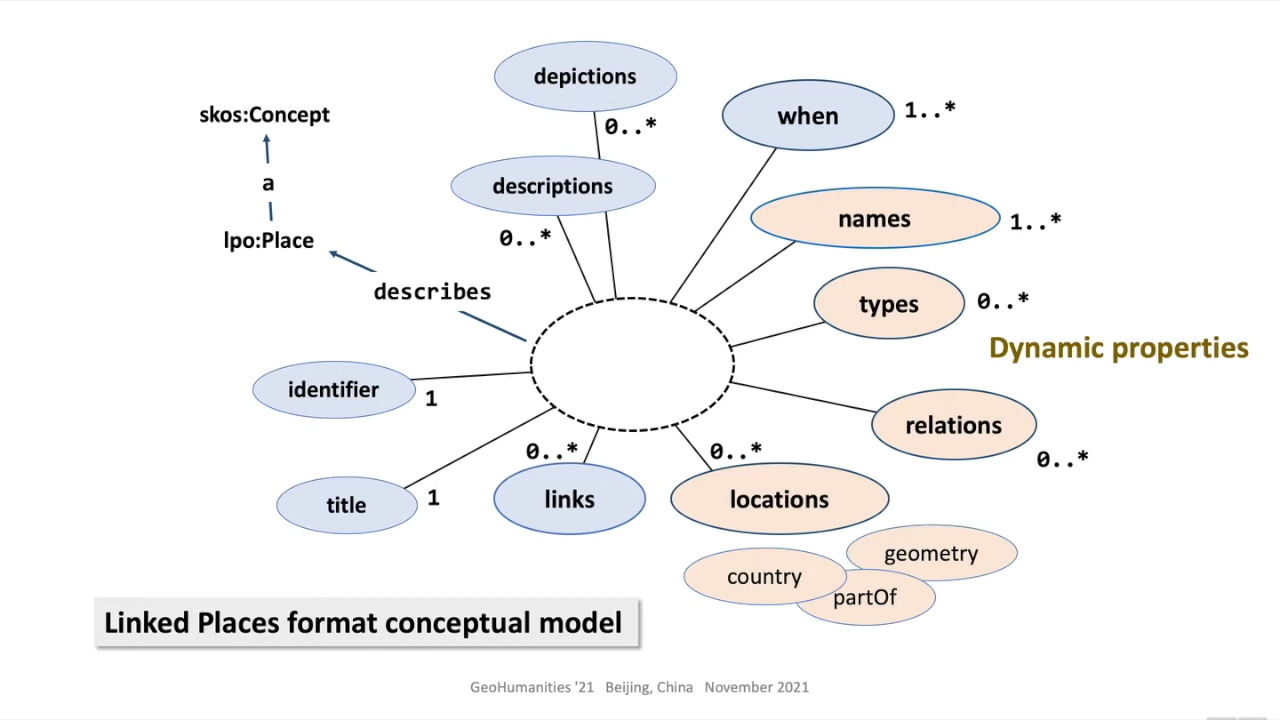 depictions
0..*
when
1..*
skos:Concept
a
lpo:Place
describes
descriptions
0..*
names
1..*
types
0..*
Dynamic properties
identifier
1
relations
0..*
title
1
0..*
links
0..*
locations
geometry
country
partOf
Linked Places format conceptual model
GeoHumanities '21 Beijing, China November 2021